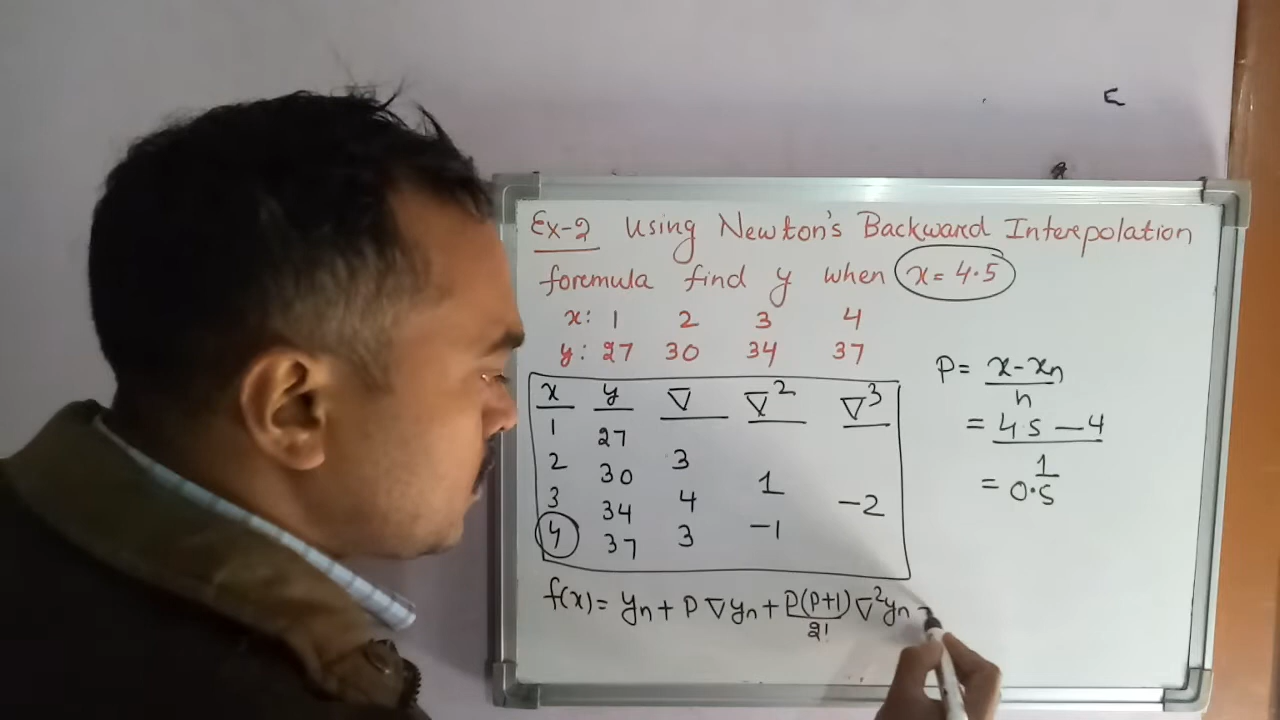 Ex-2 Using Newton's Backward Interpolation
formula find y when x = 4.5
x: 1 2 3 4
y: 27 30 34 37
x y ∇ ∇² ∇³
1 27
2 30 3
3 34 4 1
4 37 3 -1 -2
P = (x - xₙ)/h
= (4.5 - 4)/1
= 0.5
f(x) = yₙ + P ∇yₙ + P(P+1)/2! ∇²yₙ